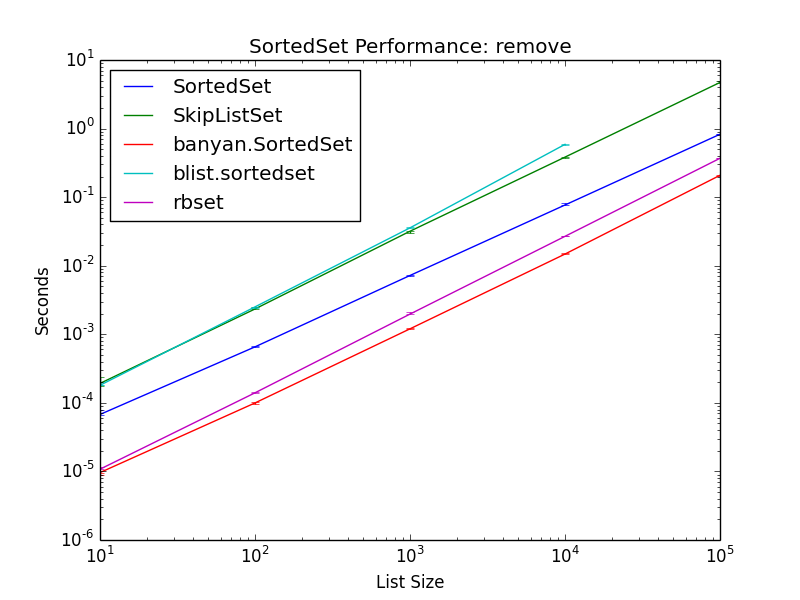 SortedSet Performance: remove
10^1
10^0
10^-1
10^-2
10^-3
10^-4
10^-5
10^-6
Seconds
SortedSet
SkipListSet
banyan.SortedSet
blist.sortedset
rbset
10^1 10^2 10^3 10^4 10^5
List Size